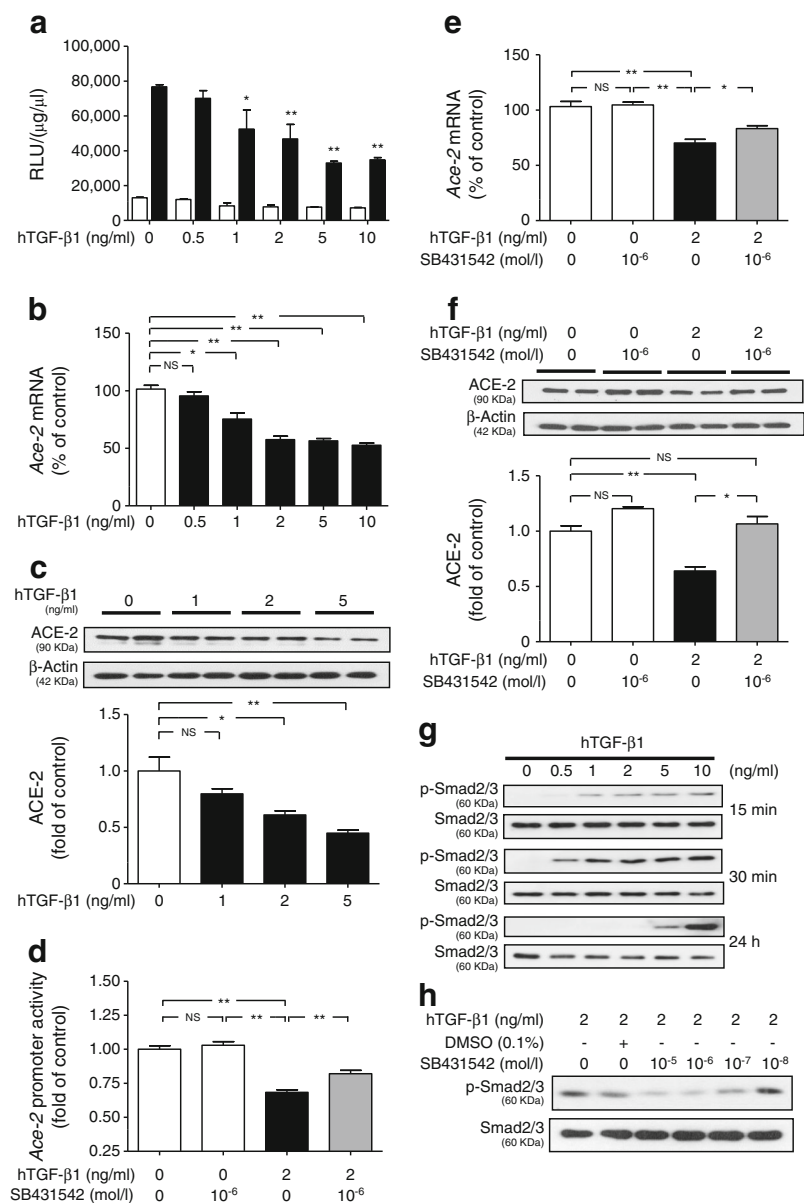 a
RLU/(µg/µl)
100,000
80,000
60,000
40,000
20,000
0
* ** ** **
hTGF-β1 (ng/ml) 0 0.5 1 2 5 10
b
Ace-2 mRNA
(% of control)
150
100
50
0
**
**
**
*
NS
hTGF-β1 (ng/ml) 0 0.5 1 2 5 10
c
hTGF-β1
(ng/ml)
0 1 2 5
ACE-2
(90 KDa)
β-Actin
(42 KDa)
ACE-2
(fold of control)
1.5
1.0
0.5
0
**
*
NS
hTGF-β1 (ng/ml) 0 1 2 5
d
Ace-2 promoter activity
(fold of control)
1.50
1.25
1.00
0.75
0.50
0.25
**
NS ** **
hTGF-β1 (ng/ml) 0 0 2 2
SB431542 (mol/l) 0 10⁻⁶ 0 10⁻⁶
e
Ace-2 mRNA
(% of control)
150
100
50
0
**
NS ** *
hTGF-β1 (ng/ml) 0 0 2 2
SB431542 (mol/l) 0 10⁻⁶ 0 10⁻⁶
f
hTGF-β1 (ng/ml) 0 0 2 2
SB431542 (mol/l) 0 10⁻⁶ 0 10⁻⁶
ACE-2
(90 KDa)
β-Actin
(42 KDa)
ACE-2
(fold of control)
1.5
1.0
0.5
0
NS
**
NS *
hTGF-β1 (ng/ml) 0 0 2 2
SB431542 (mol/l) 0 10⁻⁶ 0 10⁻⁶
g
hTGF-β1
0 0.5 1 2 5 10 (ng/ml)
p-Smad2/3
(60 KDa)
Smad2/3
(60 KDa)
15 min
p-Smad2/3
(60 KDa)
Smad2/3
(60 KDa)
30 min
p-Smad2/3
(60 KDa)
Smad2/3
(60 KDa)
24 h
h
hTGF-β1 (ng/ml) 2 2 2 2 2 2
DMSO (0.1%) - + - - - -
SB431542 (mol/l) 0 0 10⁻⁵ 10⁻⁶ 10⁻⁷ 10⁻⁸
p-Smad2/3
(60 KDa)
Smad2/3
(60 KDa)